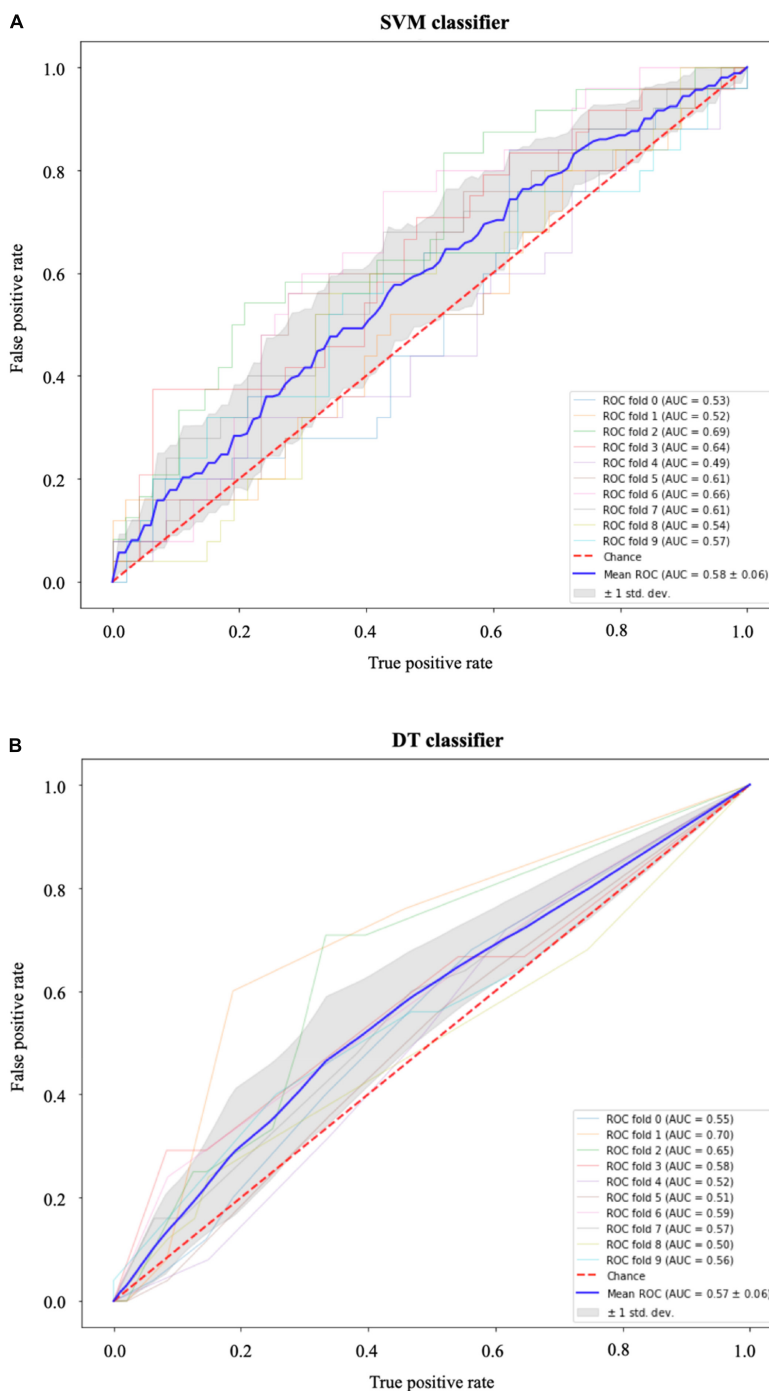 A
SVM classifier
1.0
0.8
0.6
0.4
0.2
0.0
False positive rate
ROC fold 0 (AUC = 0.53)
ROC fold 1 (AUC = 0.52)
ROC fold 2 (AUC = 0.69)
ROC fold 3 (AUC = 0.64)
ROC fold 4 (AUC = 0.49)
ROC fold 5 (AUC = 0.61)
ROC fold 6 (AUC = 0.66)
ROC fold 7 (AUC = 0.61)
ROC fold 8 (AUC = 0.54)
ROC fold 9 (AUC = 0.57)
Chance
Mean ROC (AUC = 0.58 ± 0.06)
± 1 std. dev.
0.0 0.2 0.4 0.6 0.8 1.0
True positive rate
B
DT classifier
1.0
0.8
0.6
0.4
0.2
0.0
False positive rate
ROC fold 0 (AUC = 0.55)
ROC fold 1 (AUC = 0.70)
ROC fold 2 (AUC = 0.65)
ROC fold 3 (AUC = 0.58)
ROC fold 4 (AUC = 0.52)
ROC fold 5 (AUC = 0.51)
ROC fold 6 (AUC = 0.59)
ROC fold 7 (AUC = 0.57)
ROC fold 8 (AUC = 0.50)
ROC fold 9 (AUC = 0.56)
Chance
Mean ROC (AUC = 0.57 ± 0.06)
± 1 std. dev.
0.0 0.2 0.4 0.6 0.8 1.0
True positive rate